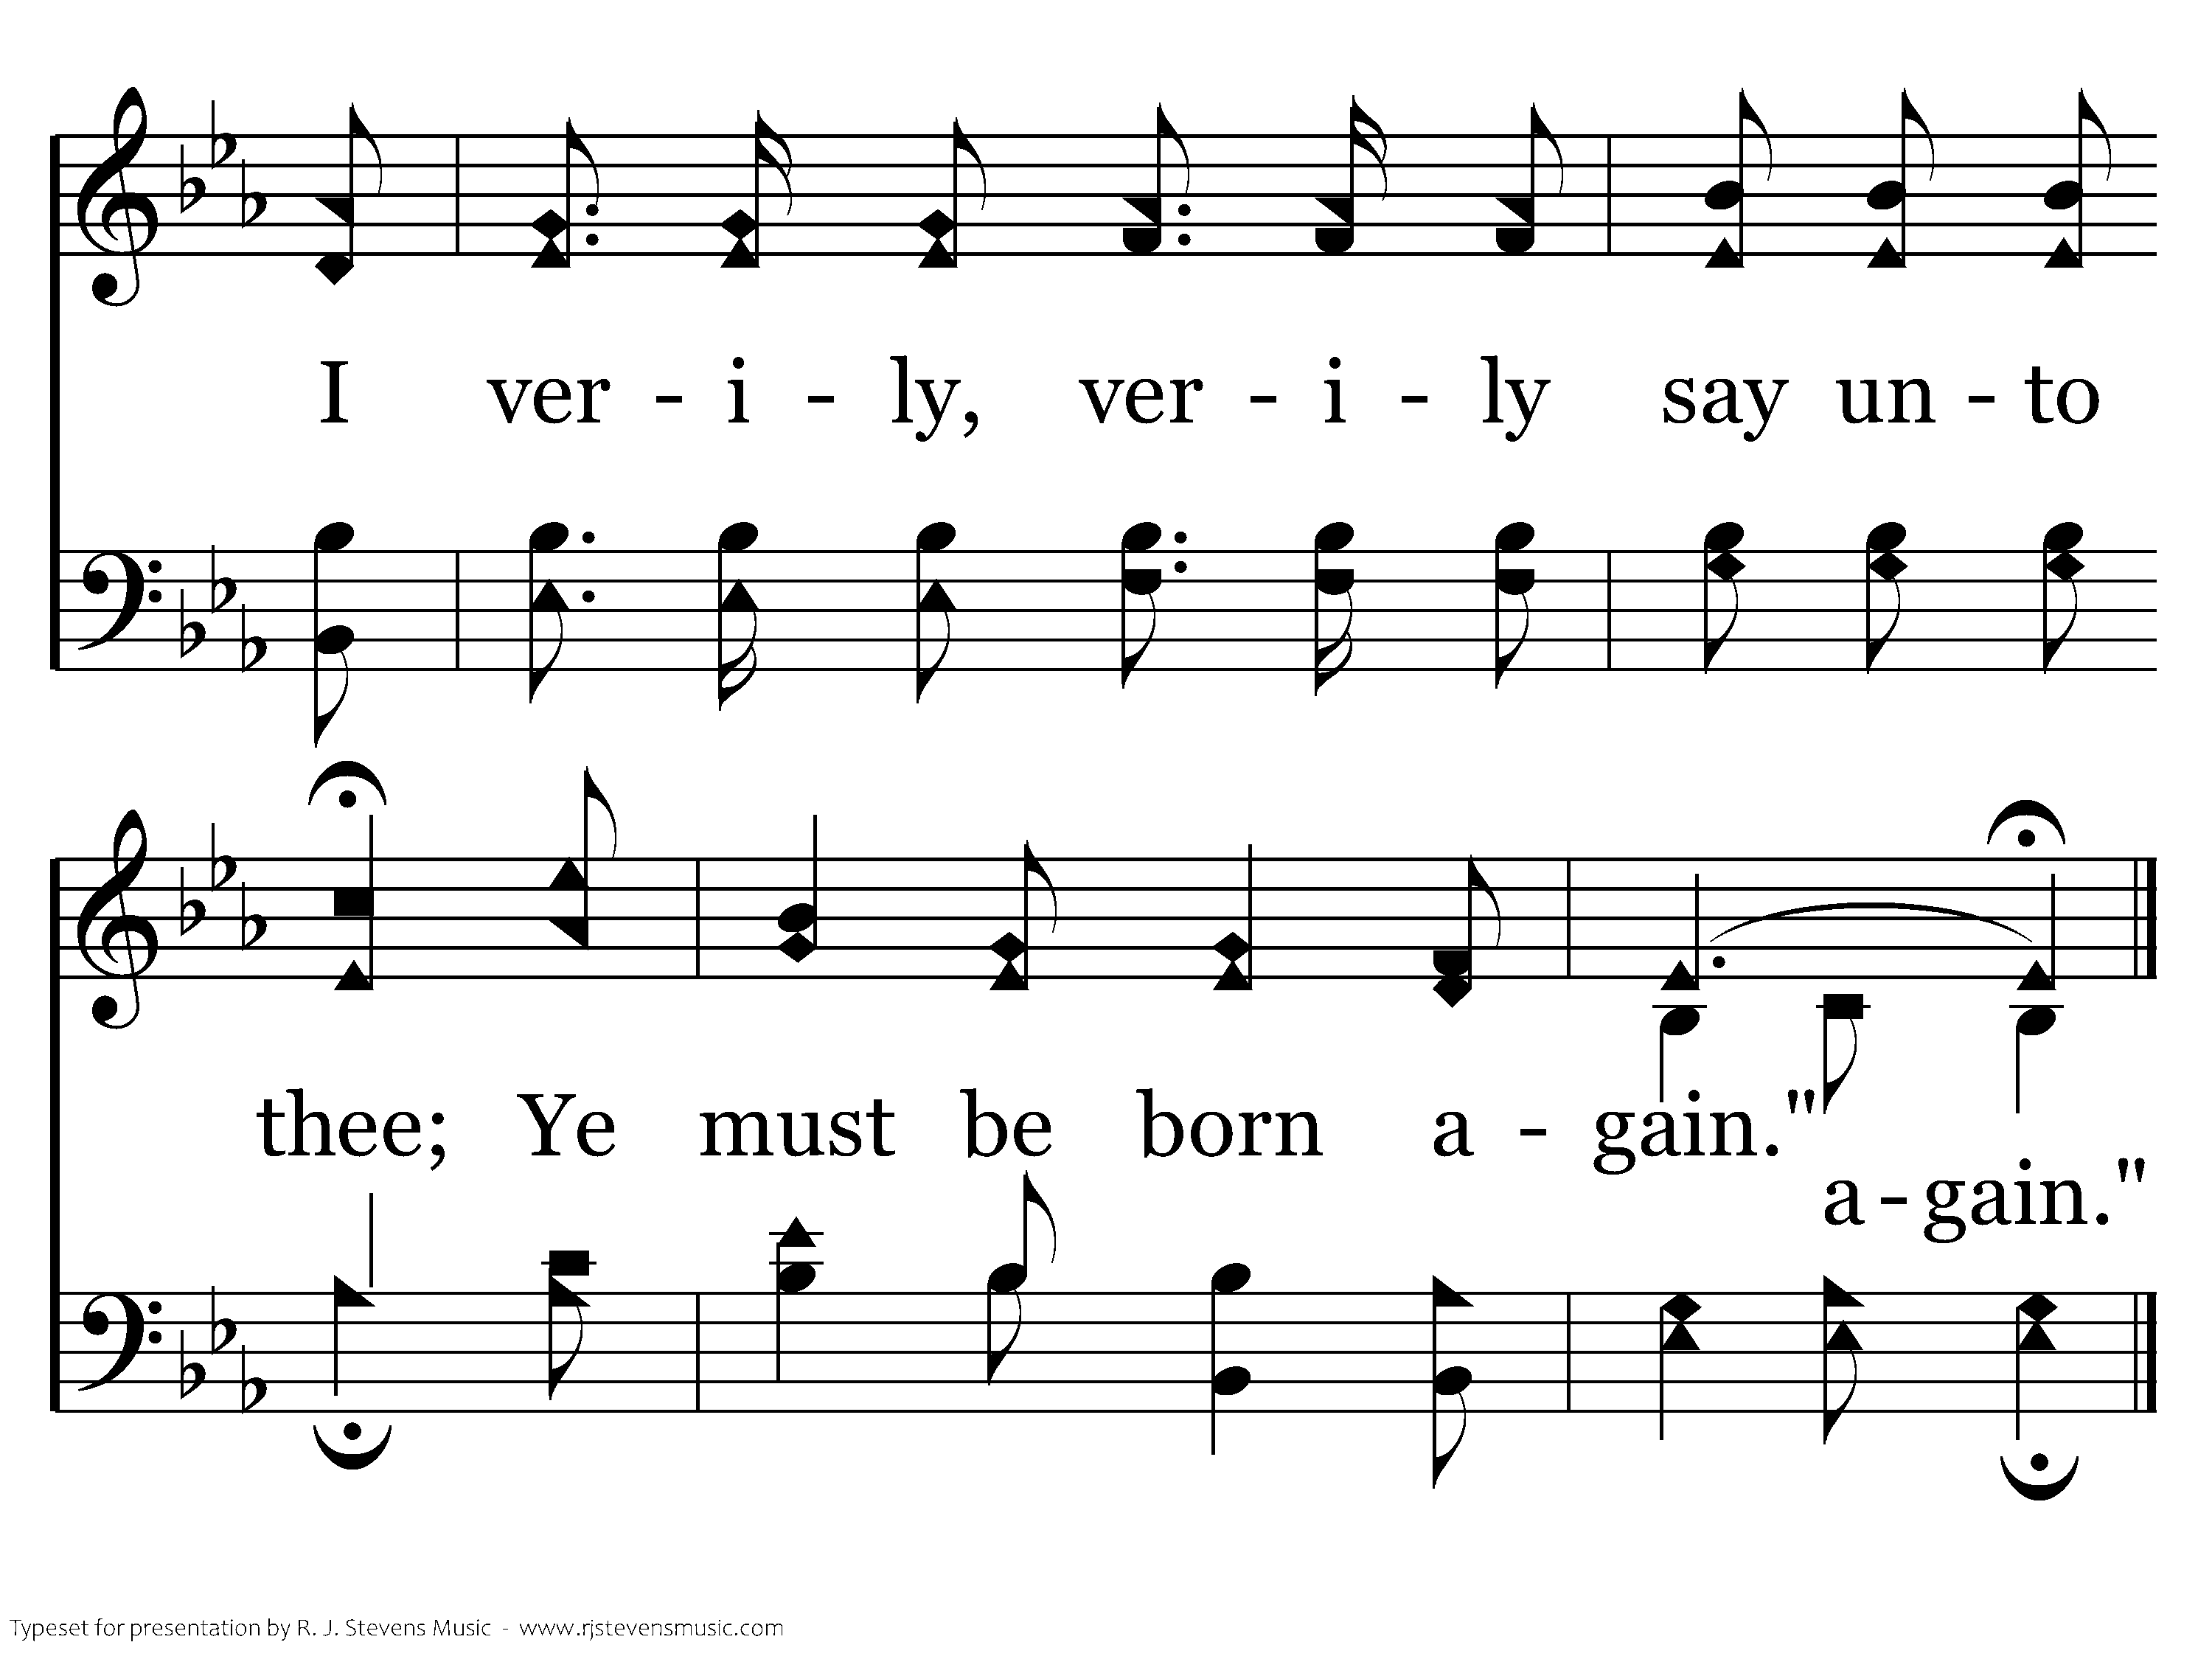 I ver - i - ly, ver - i - ly say un - to
thee; Ye must be born a - gain."
a - gain."
Typeset for presentation by R. J. Stevens Music - www.rjstevensmusic.com